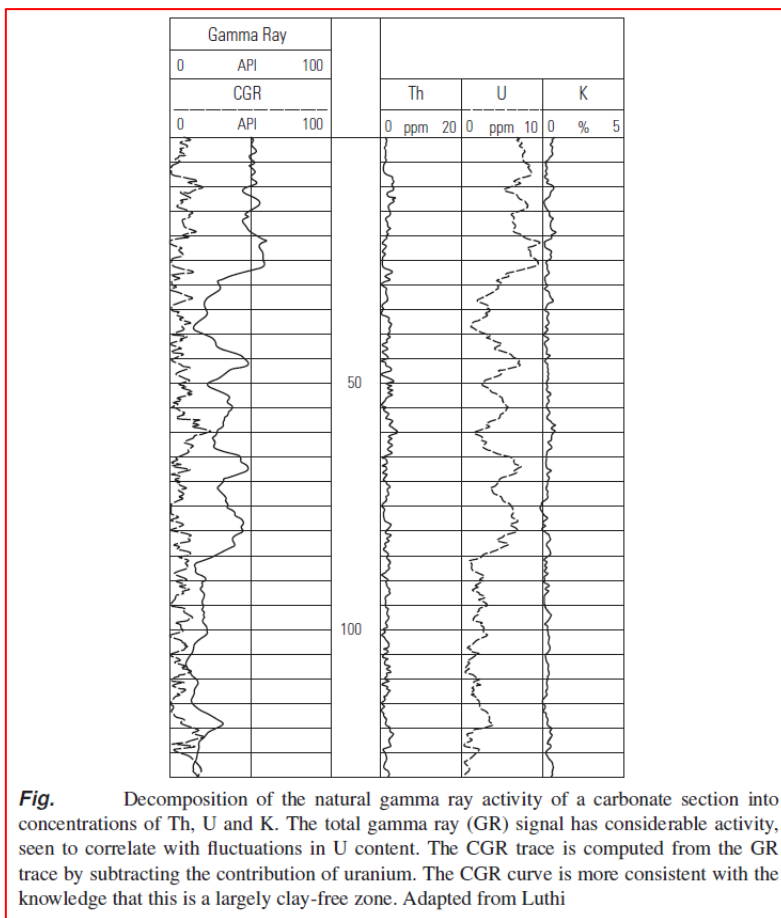 Gamma Ray
0 API 100
CGR
0 API 100
Th
U
K
0 ppm 20
0 ppm 10
0 % 5
50
100
Fig. Decomposition of the natural gamma ray activity of a carbonate section into
concentrations of Th, U and K. The total gamma ray (GR) signal has considerable activity,
seen to correlate with fluctuations in U content. The CGR trace is computed from the GR
trace by subtracting the contribution of uranium. The CGR curve is more consistent with the
knowledge that this is a largely clay-free zone. Adapted from Luthi